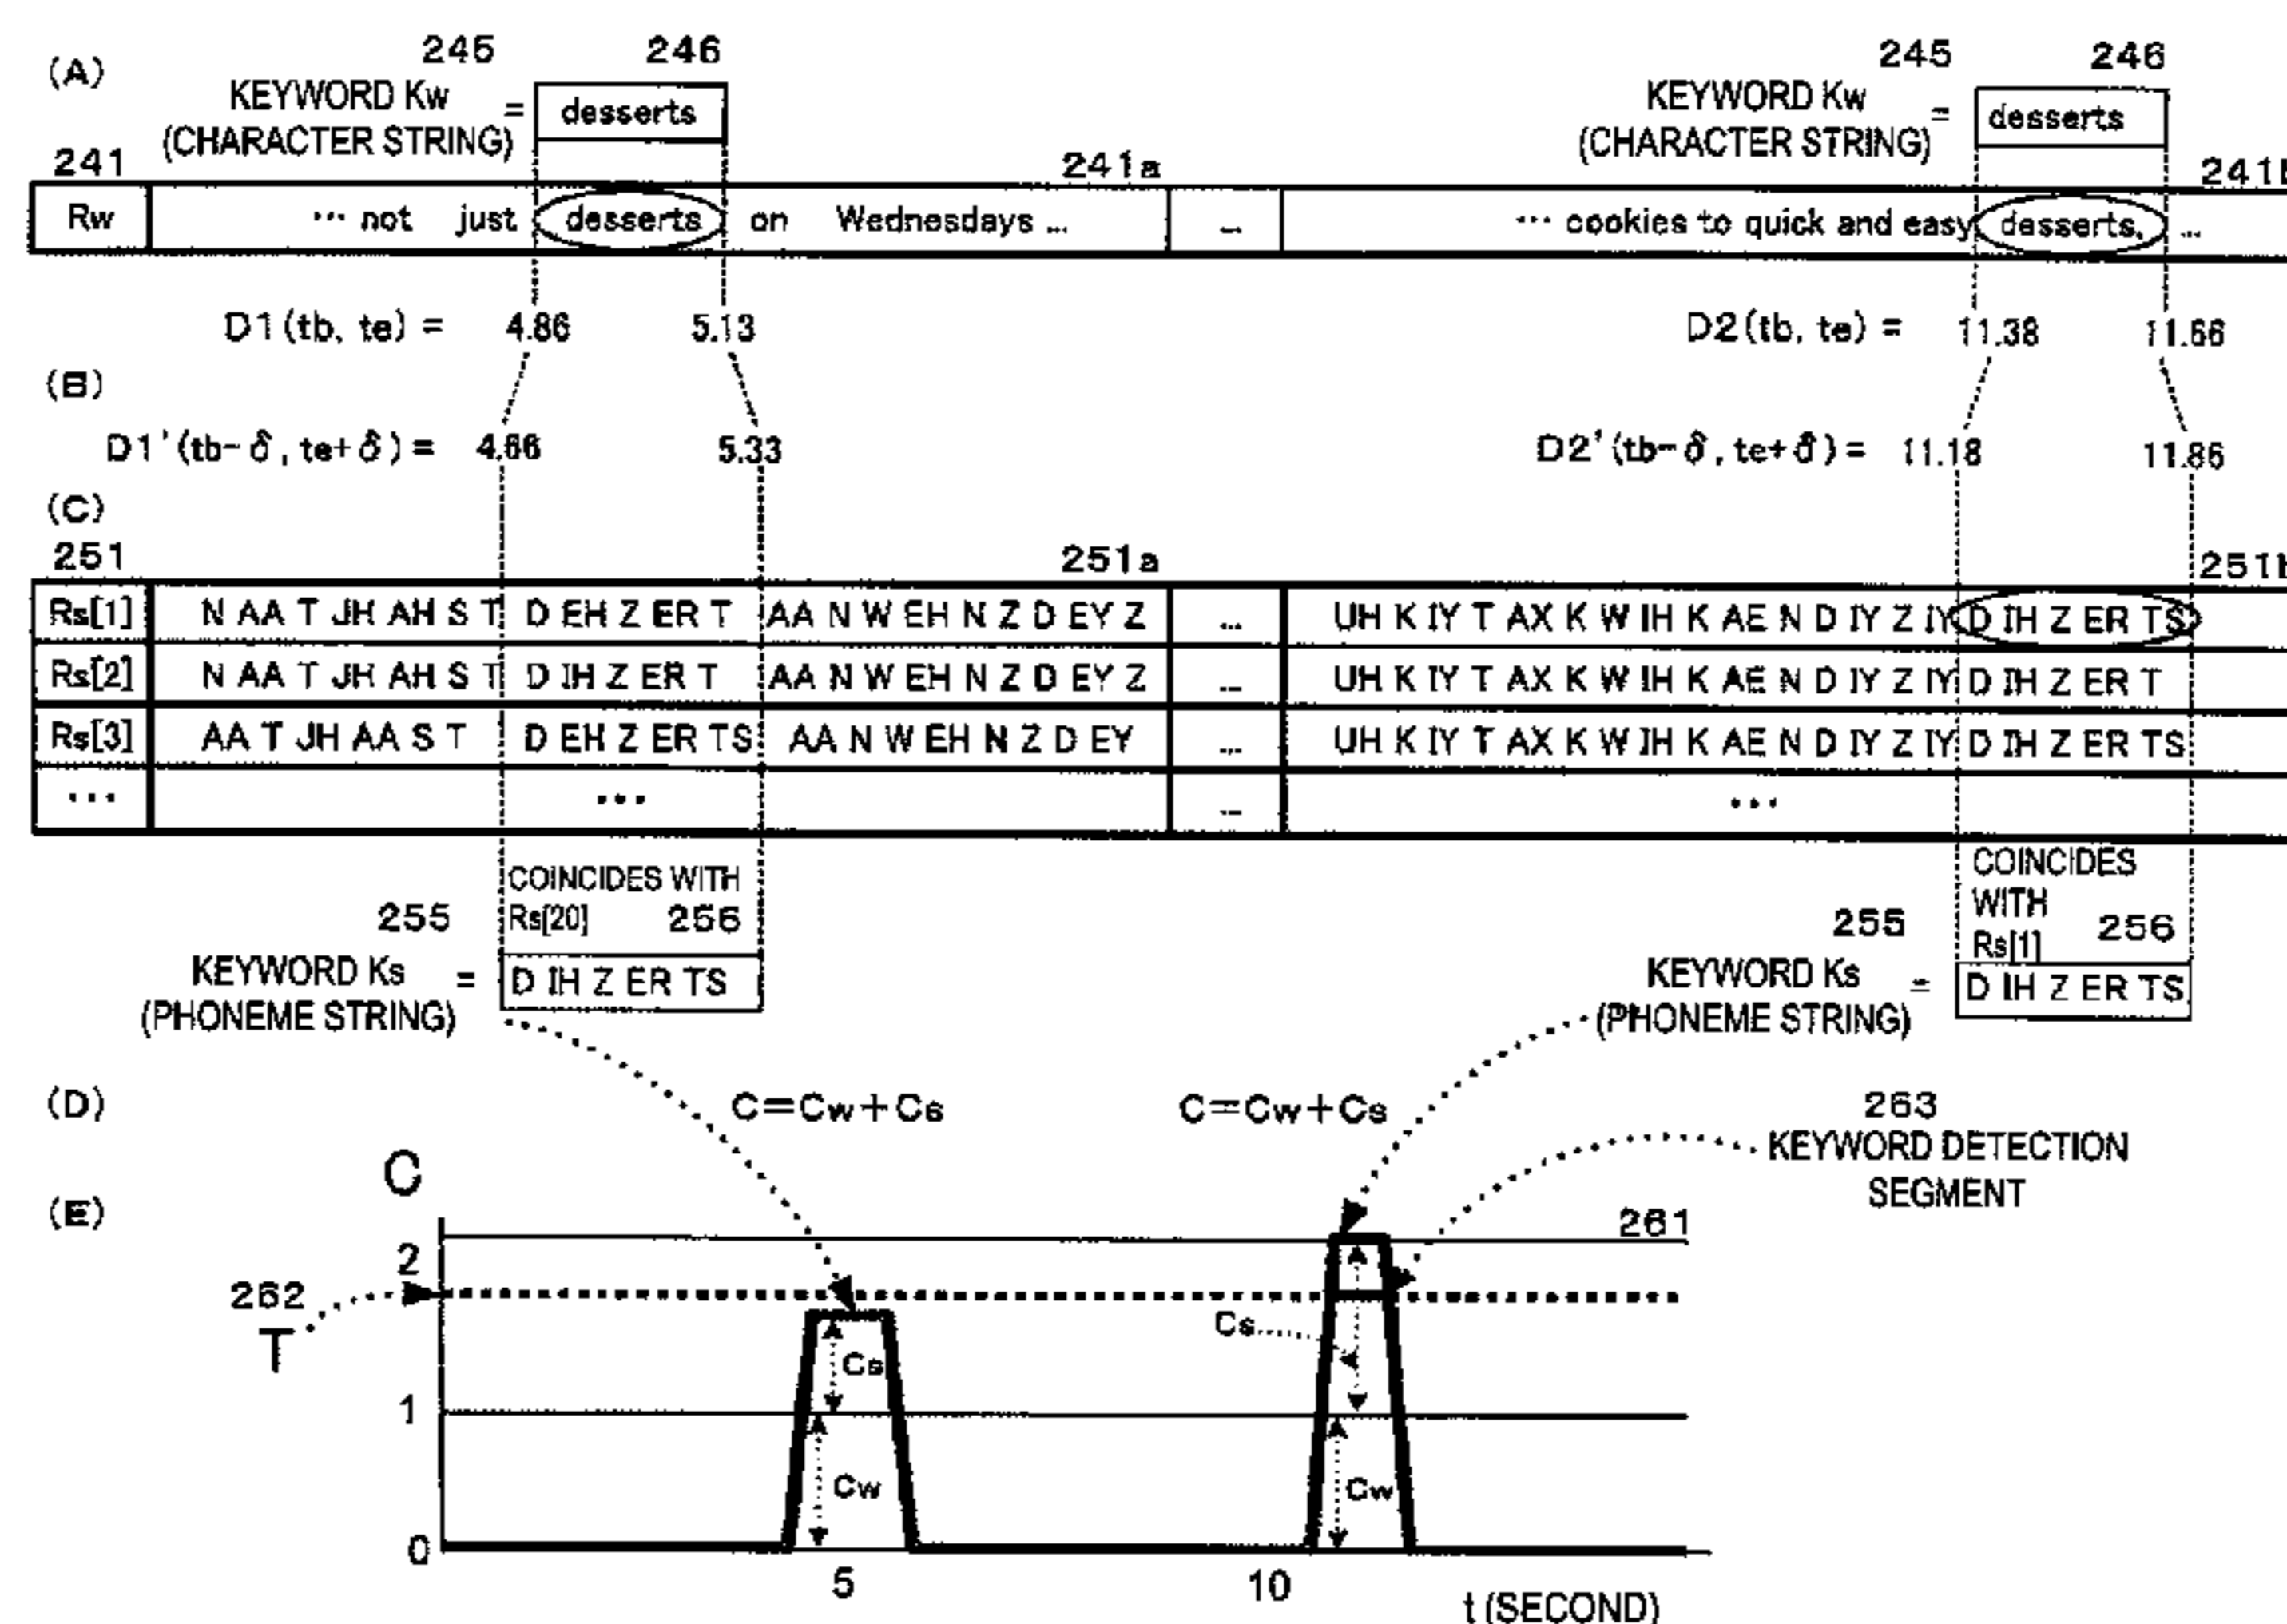 (A)
245 246 245 246
KEYWORD Kw = desserts KEYWORD Kw = desserts
(CHARACTER STRING) (CHARACTER STRING)
241 241a
Rw … not just desserts on Wednesdays … … … cookies to quick and easy desserts. …
D1(tb, te) = 4.86 5.13 D2(tb, te) = 11.38 11.66
(B)
D1'(tb-δ, te+δ) = 4.66 5.33 D2'(tb-δ, te+δ) = 11.18 11.86
(C)
251 251a
Rs[1] N AA T JH AH S T D EH Z ER T AA N W EH N Z D EY Z … UH K IY T AX K W IH K AE N D IY Z IY D IH Z ER TS
Rs[2] N AA T JH AH S T D IH Z ER T AA N W EH N Z D EY Z … UH K IY T AX K W IH K AE N D IY Z IY D IH Z ER T
Rs[3] AA T JH AA S T D EH Z ER TS AA N W EH N Z D EY … UH K IY T AX K W IH K AE N D IY Z IY D IH Z ER TS
… … … …
COINCIDES WITH COINCIDES
255 Rs[20] 256 255 WITH 256
Rs[1]
KEYWORD Ks = D IH Z ER TS KEYWORD Ks = D IH Z ER TS
(PHONEME STRING) (PHONEME STRING)
(D) C=Cw+Cs C=Cw+Cs 263
KEYWORD DETECTION
SEGMENT
(E) C
261
2
262
T
Cs Cs
1
Cw Cw
0
5 10 t (SECOND)